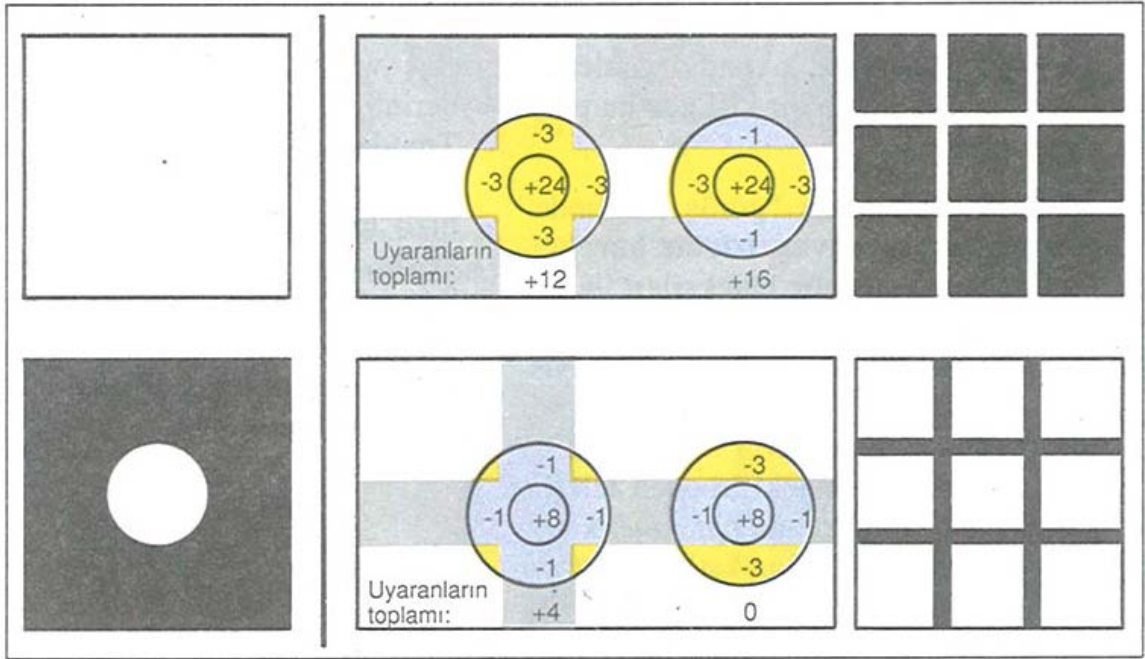 -3 -1
-3 +24 -3 -3 +24 -3
-3 -1
Uyaranların
toplamı: +12 +16
-1 -3
-1 +8 -1 -1 +8 -1
-1 -3
Uyaranların
toplamı: +4 0